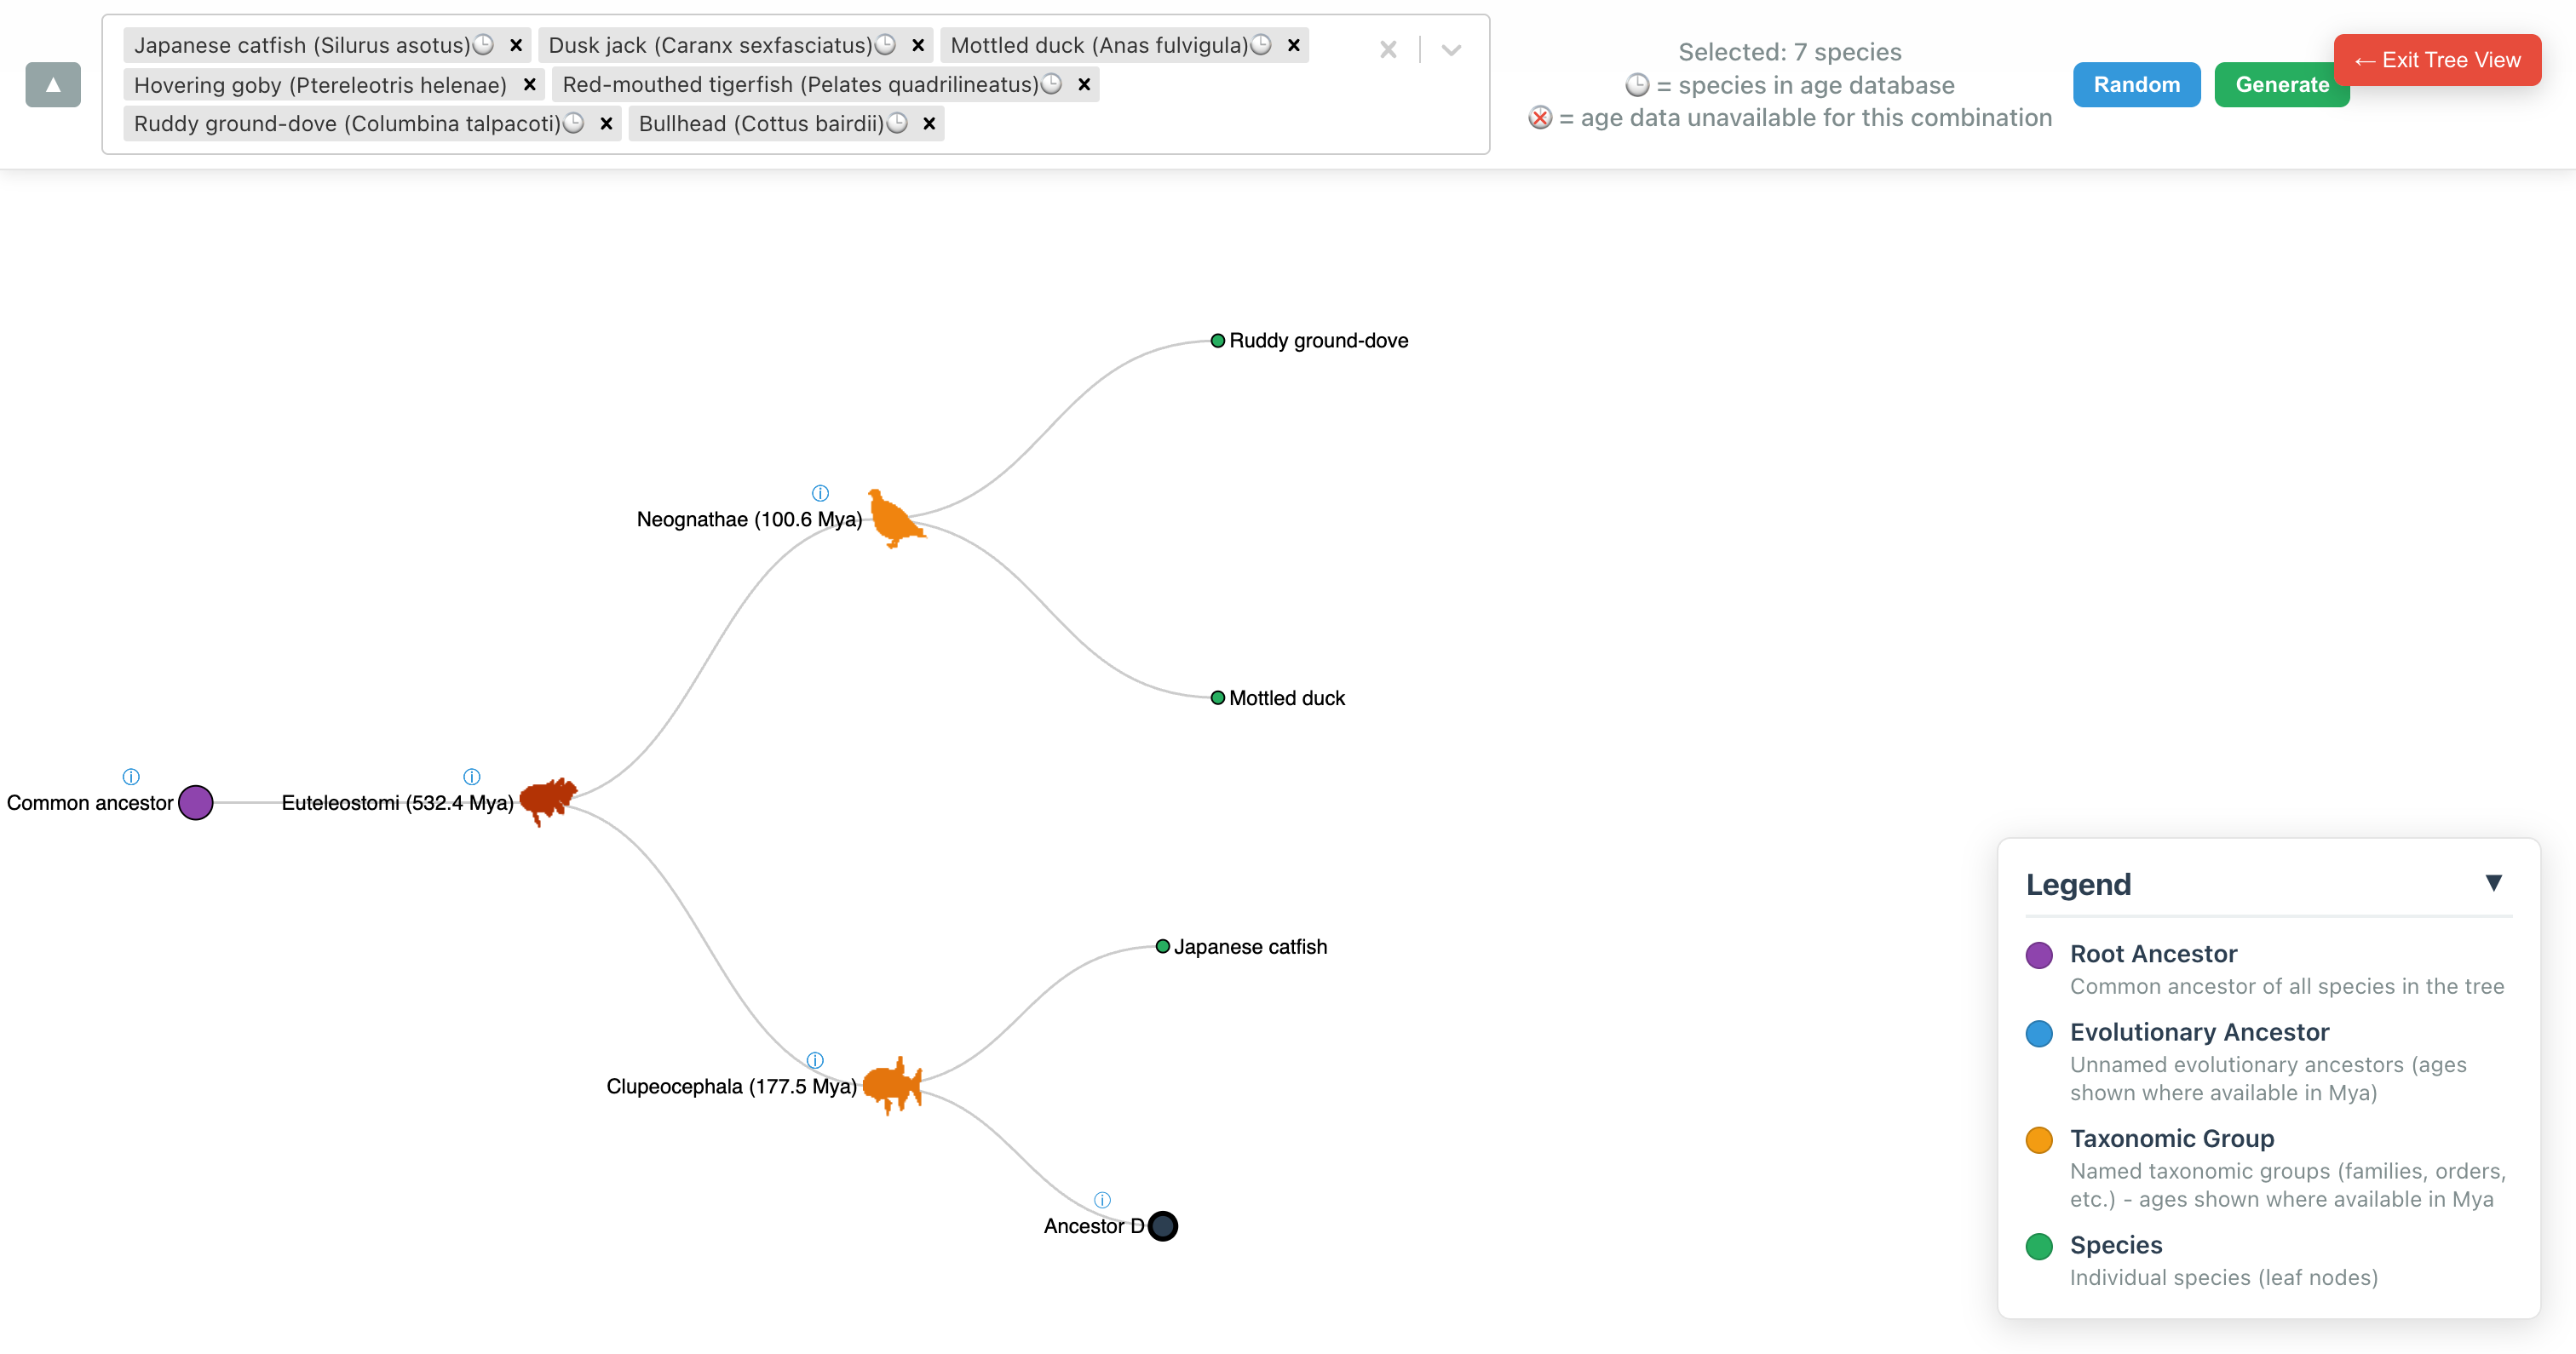 Japanese catfish (Silurus asotus)🕒 × Dusk jack (Caranx sexfasciatus)🕒 × Mottled duck (Anas fulvigula)🕒 ×
Hovering goby (Ptereleotris helenae) × Red-mouthed tigerfish (Pelates quadrilineatus)🕒 ×
Ruddy ground-dove (Columbina talpacoti)🕒 × Bullhead (Cottus bairdii)🕒 ×
Selected: 7 species
🕒 = species in age database
= age data unavailable for this combination
Random
Generate
← Exit Tree View
Ruddy ground-dove
Neognathae (100.6 Mya)
Mottled duck
Common ancestor
Euteleostomi (532.4 Mya)
Japanese catfish
Clupeocephala (177.5 Mya)
Ancestor D
Legend ▼
Root Ancestor
Common ancestor of all species in the tree
Evolutionary Ancestor
Unnamed evolutionary ancestors (ages
shown where available in Mya)
Taxonomic Group
Named taxonomic groups (families, orders,
etc.) - ages shown where available in Mya
Species
Individual species (leaf nodes)